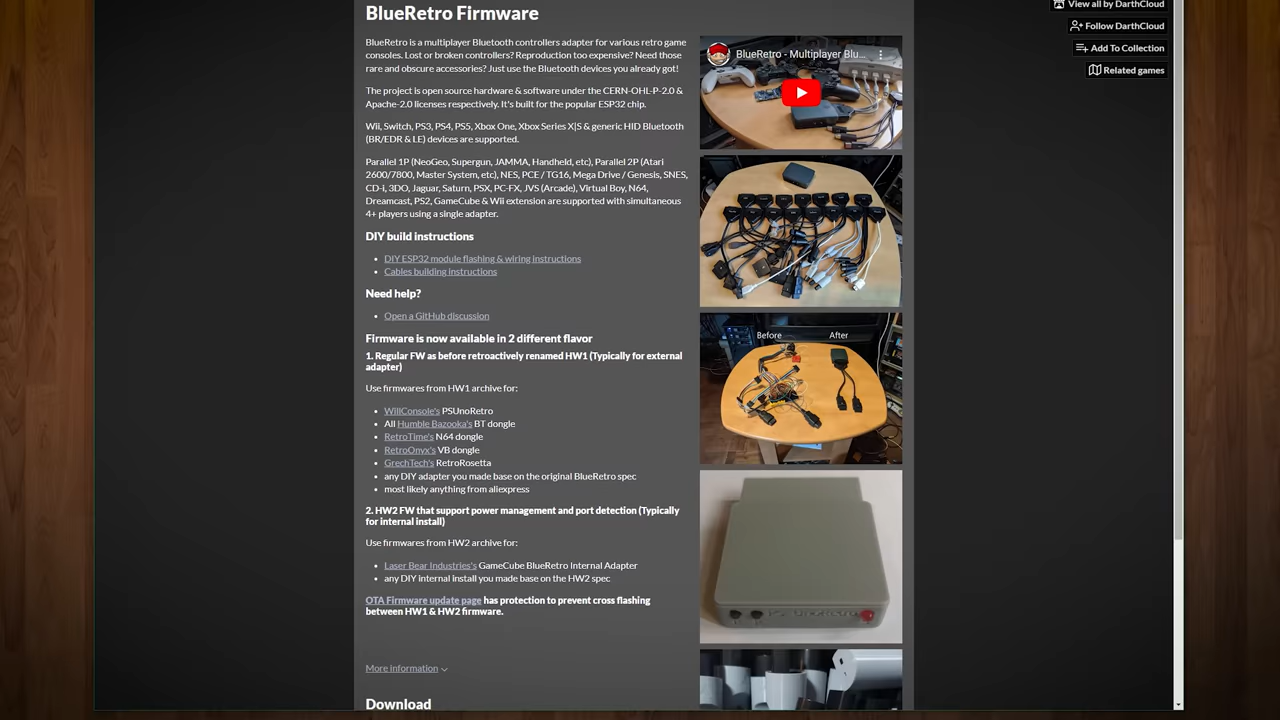 BlueRetro Firmware
View all by DarthCloud
Follow DarthCloud
Add To Collection
Related games
BlueRetro is a multiplayer Bluetooth controllers adapter for various retro game
consoles. Lost or broken controllers? Reproduction too expensive? Need those
rare and obscure accessories? Just use the Bluetooth devices you already got!
The project is open source hardware & software under the CERN-OHL-P-2.0 &
Apache-2.0 licenses respectively. It's built for the popular ESP32 chip.
Wii, Switch, PS3, PS4, PS5, Xbox One, Xbox Series X|S & generic HID Bluetooth
(BR/EDR & LE) devices are supported.
Parallel 1P (NeoGeo, Supergun, JAMMA, Handheld, etc), Parallel 2P (Atari
2600/7800, Master System, etc), NES, PCE / TG16, Mega Drive / Genesis, SNES,
CD-i, 3DO, Jaguar, Saturn, PSX, PC-FX, JVS (Arcade), Virtual Boy, N64,
Dreamcast, PS2, GameCube & Wii extension are supported with simultaneous
4+ players using a single adapter.
DIY build instructions
DIY ESP32 module flashing & wiring instructions
Cables building instructions
Need help?
Open a GitHub discussion
Firmware is now available in 2 different flavor
1. Regular FW as before retroactively renamed HW1 (Typically for external
adapter)
Use firmwares from HW1 archive for:
WillConsole's PSUnoRetro
All Humble Bazooka's BT dongle
RetroTime's N64 dongle
RetroOnyx's VB dongle
GrechTech's RetroRosetta
any DIY adapter you made base on the original BlueRetro spec
most likely anything from aliexpress
2. HW2 FW that support power management and port detection (Typically
for internal install)
Use firmwares from HW2 archive for:
Laser Bear Industries's GameCube BlueRetro Internal Adapter
any DIY internal install you made base on the HW2 spec
OTA Firmware update page has protection to prevent cross flashing
between HW1 & HW2 firmware.
More information
Download
BlueRetro - Multiplayer Blu...
Before After